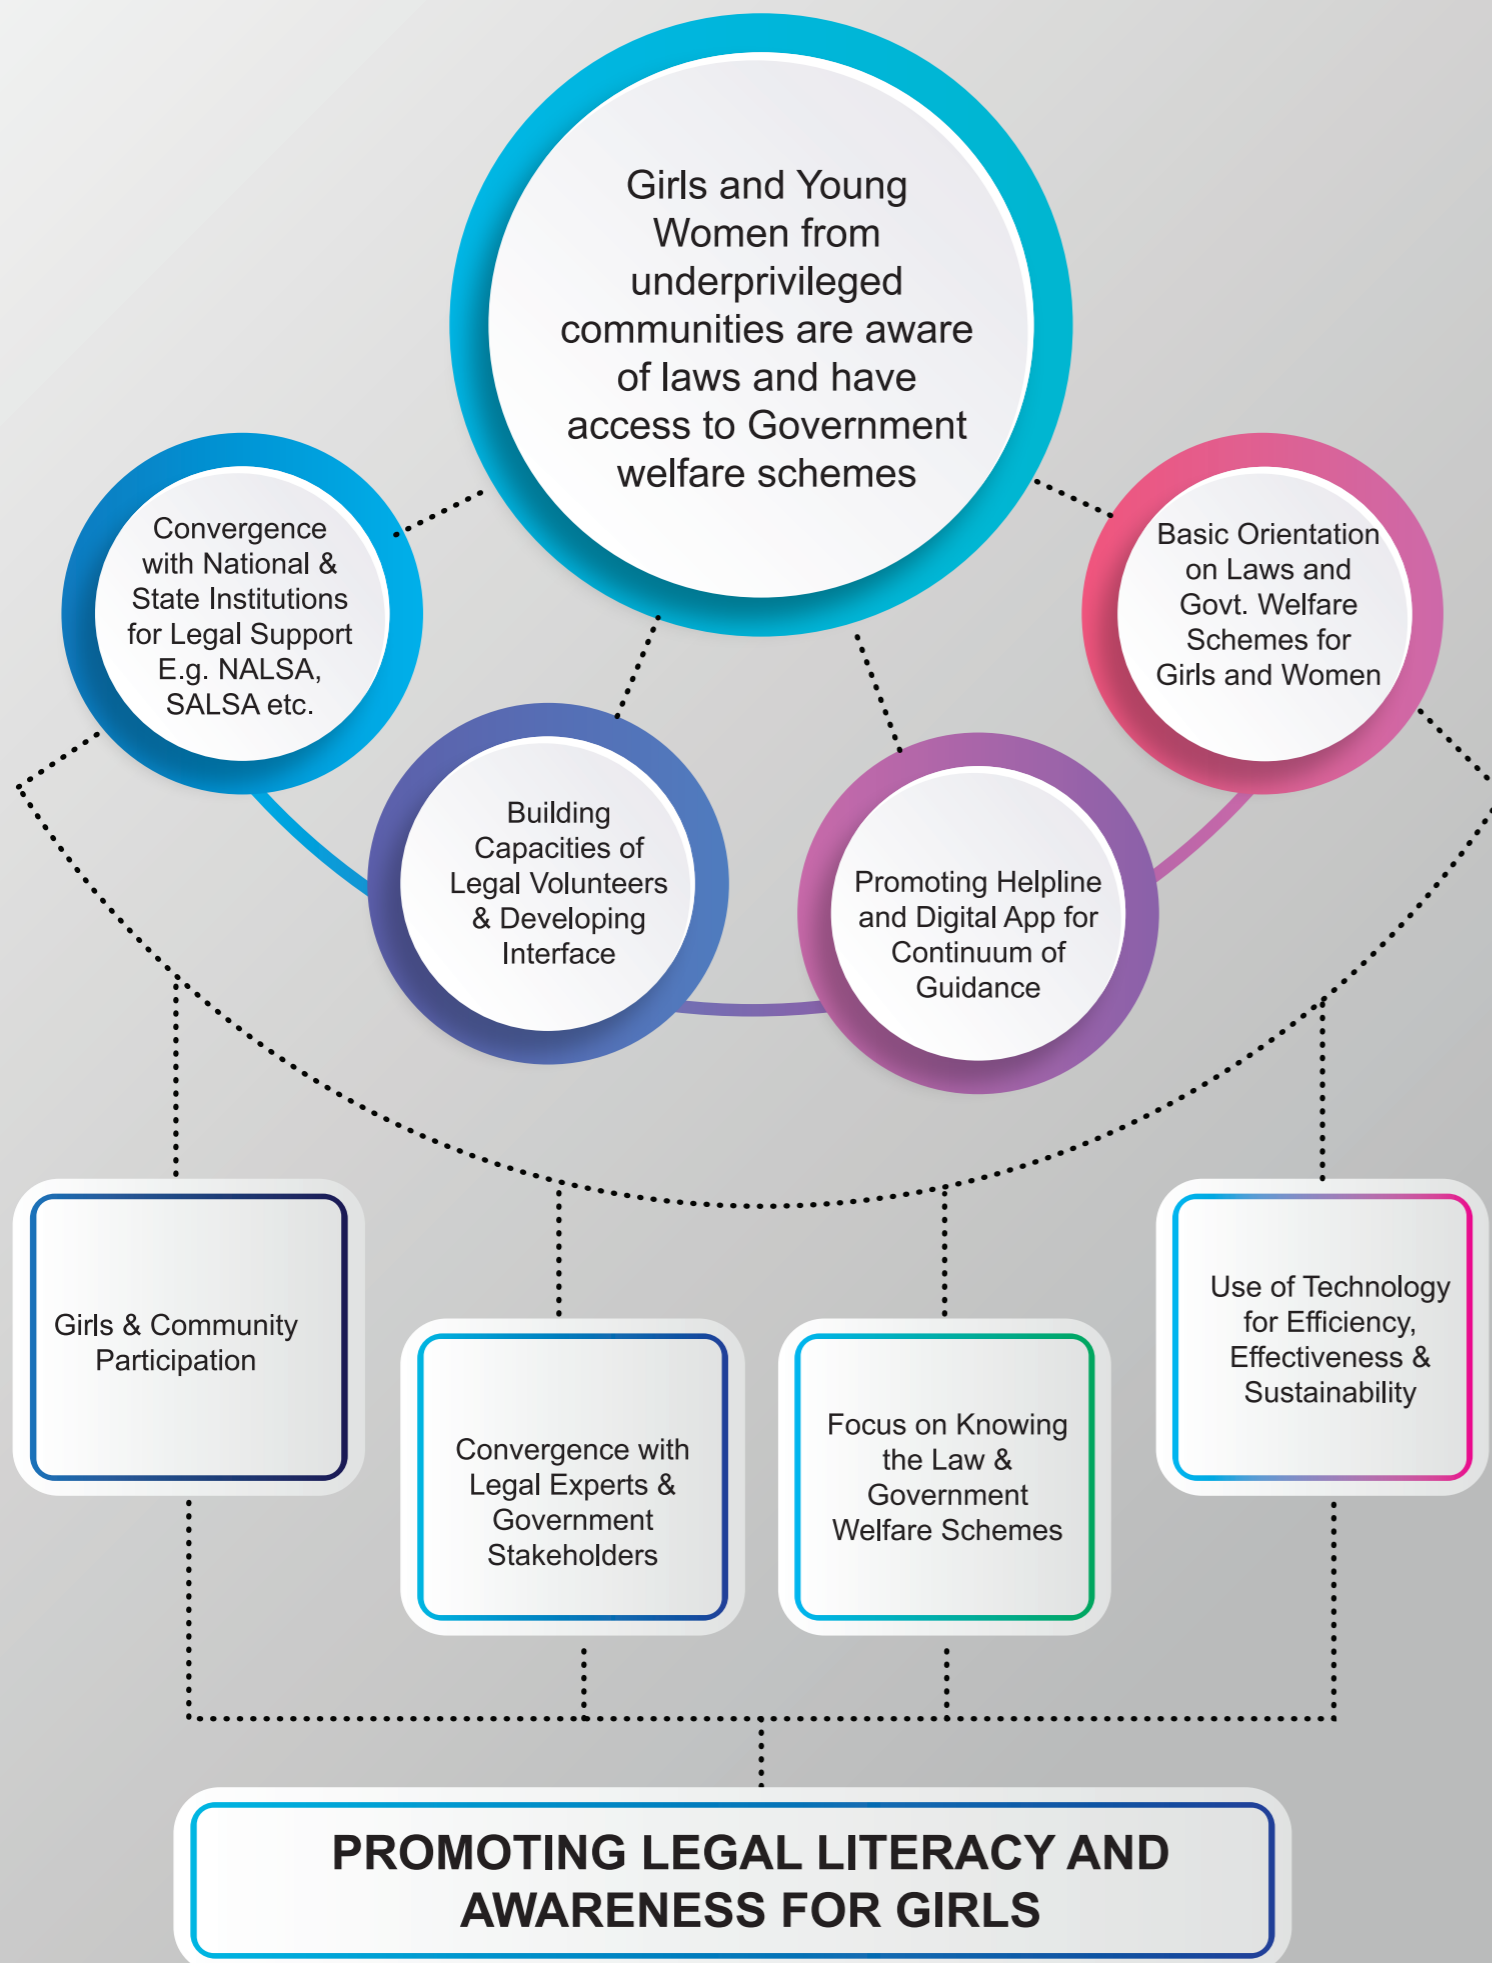 Girls and Young
Women from
underprivileged
communities are aware
of laws and have
access to Government
welfare schemes
Convergence
with National &
State Institutions
for Legal Support
E.g. NALSA,
SALSA etc.
Basic Orientation
on Laws and
Govt. Welfare
Schemes for
Girls and Women
Building
Capacities of
Legal Volunteers
& Developing
Interface
Promoting Helpline
and Digital App for
Continuum of
Guidance
Girls & Community
Participation
Convergence with
Legal Experts &
Government
Stakeholders
Focus on Knowing
the Law &
Government
Welfare Schemes
Use of Technology
for Efficiency,
Effectiveness &
Sustainability
PROMOTING LEGAL LITERACY AND
AWARENESS FOR GIRLS